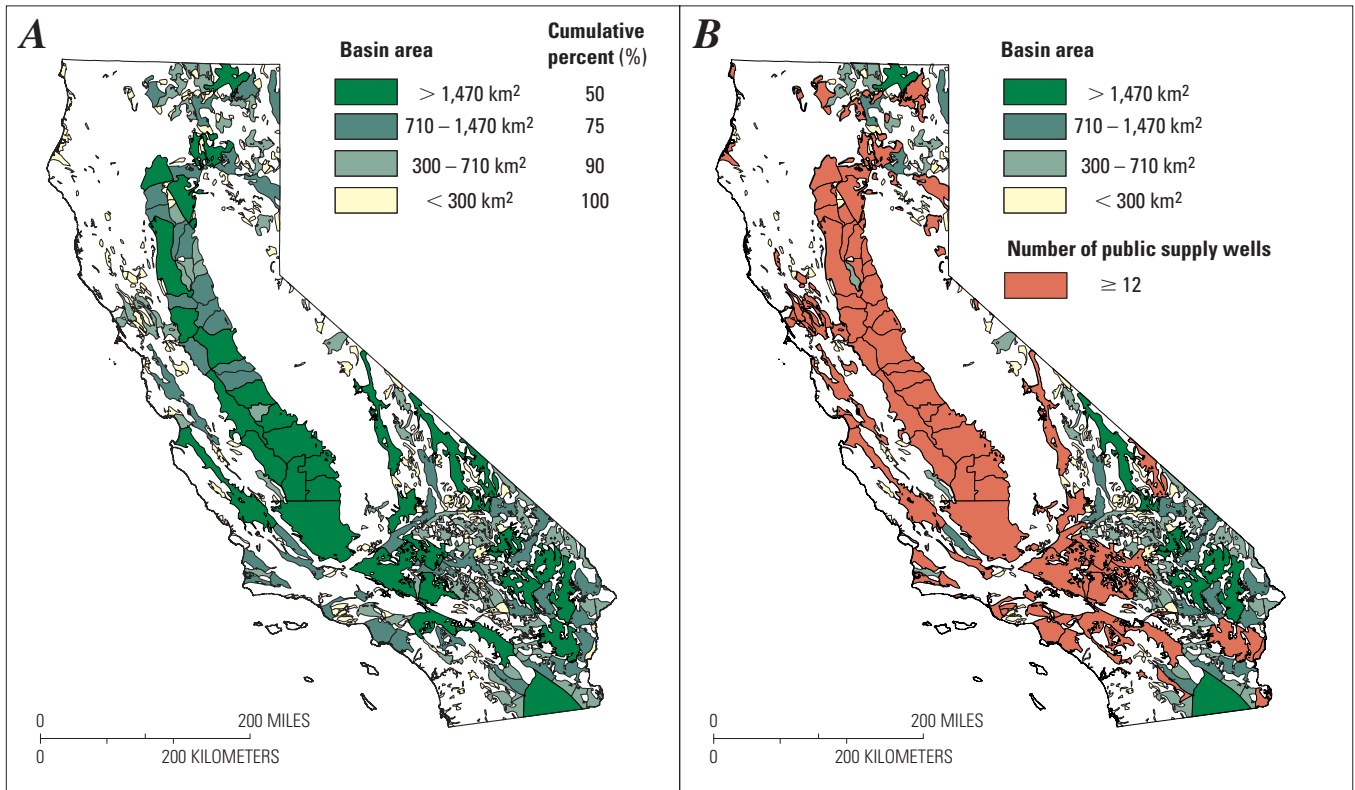 A
Basin area
Cumulative percent (%)
> 1,470 km²
50
710 – 1,470 km²
75
300 – 710 km²
90
< 300 km²
100
0
200 MILES
0
200 KILOMETERS
B
Basin area
> 1,470 km²
710 – 1,470 km²
300 – 710 km²
< 300 km²
Number of public supply wells
≥ 12
0
200 MILES
0
200 KILOMETERS